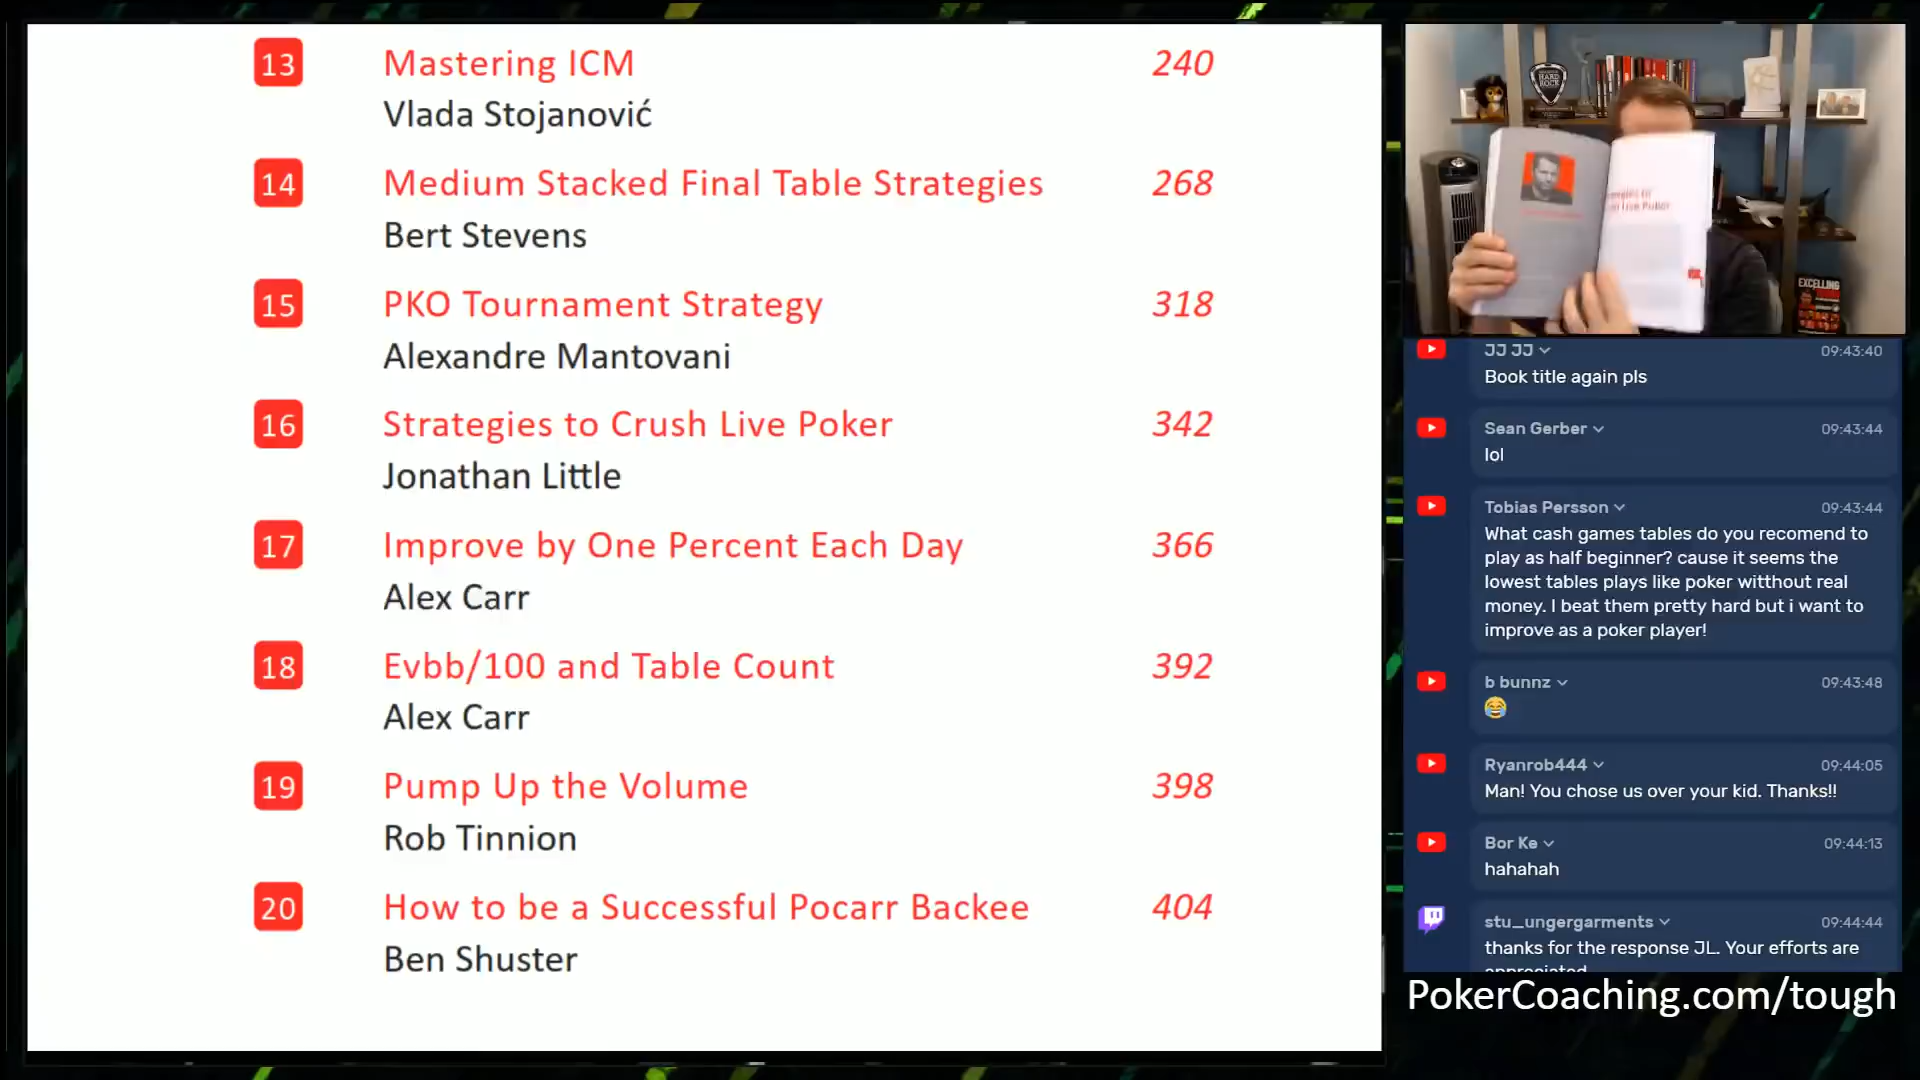 13 Mastering ICM 240
Vlada Stojanović
14 Medium Stacked Final Table Strategies 268
Bert Stevens
15 PKO Tournament Strategy 318
Alexandre Mantovani
16 Strategies to Crush Live Poker 342
Jonathan Little
17 Improve by One Percent Each Day 366
Alex Carr
18 Evbb/100 and Table Count 392
Alex Carr
19 Pump Up the Volume 398
Rob Tinnion
20 How to be a Successful Pocarr Backee 404
Ben Shuster
HARD
ROCK
Live Poker
EXCELLING
JJ JJ 09:43:40
Book title again pls
Sean Gerber 09:43:44
lol
Tobias Persson 09:43:44
What cash games tables do you recomend to
play as half beginner? cause it seems the
lowest tables plays like poker witthout real
money. I beat them pretty hard but i want to
improve as a poker player!
b bunnz 09:43:48
😂
Ryanrob444 09:44:05
Man! You chose us over your kid. Thanks!!
Bor Ke 09:44:13
hahahah
stu_ungergarments 09:44:44
thanks for the response JL. Your efforts are
appreciated
PokerCoaching.com/tough